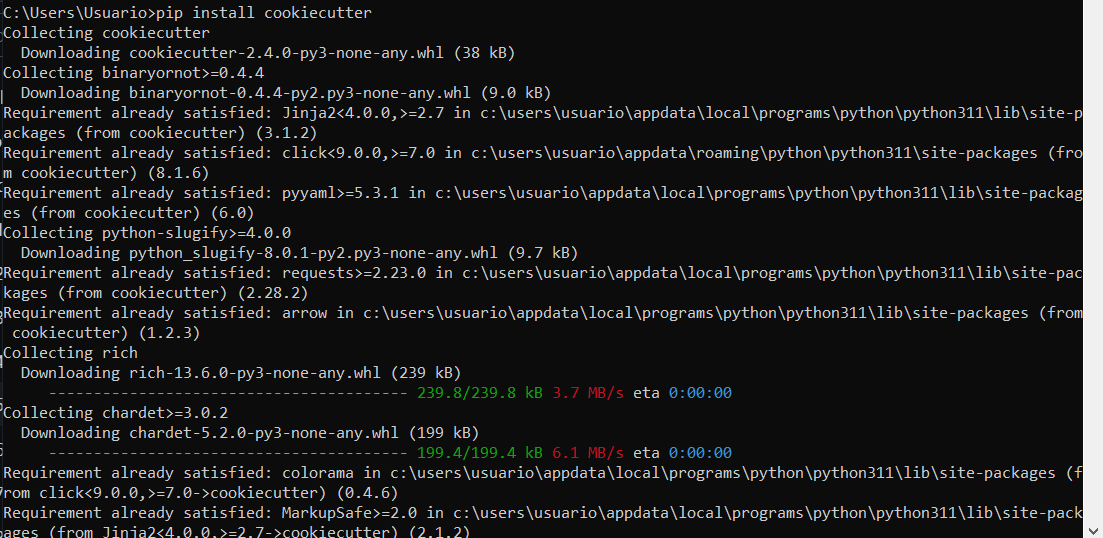 C:\Users\Usuario>pip install cookiecutter
Collecting cookiecutter
  Downloading cookiecutter-2.4.0-py3-none-any.whl (38 kB)
Collecting binaryornot>=0.4.4
  Downloading binaryornot-0.4.4-py2.py3-none-any.whl (9.0 kB)
Requirement already satisfied: Jinja2<4.0.0,>=2.7 in c:\users\usuario\appdata\local\programs\python\python311\lib\site-p
ackages (from cookiecutter) (3.1.2)
Requirement already satisfied: click<9.0.0,>=7.0 in c:\users\usuario\appdata\roaming\python\python311\site-packages (fro
m cookiecutter) (8.1.6)
Requirement already satisfied: pyyaml>=5.3.1 in c:\users\usuario\appdata\local\programs\python\python311\lib\site-packag
es (from cookiecutter) (6.0)
Collecting python-slugify>=4.0.0
  Downloading python_slugify-8.0.1-py2.py3-none-any.whl (9.7 kB)
Requirement already satisfied: requests>=2.23.0 in c:\users\usuario\appdata\local\programs\python\python311\lib\site-pac
kages (from cookiecutter) (2.28.2)
Requirement already satisfied: arrow in c:\users\usuario\appdata\local\programs\python\python311\lib\site-packages (from
 cookiecutter) (1.2.3)
Collecting rich
  Downloading rich-13.6.0-py3-none-any.whl (239 kB)
     ---------------------------------------- 239.8/239.8 kB 3.7 MB/s eta 0:00:00
Collecting chardet>=3.0.2
  Downloading chardet-5.2.0-py3-none-any.whl (199 kB)
     ---------------------------------------- 199.4/199.4 kB 6.1 MB/s eta 0:00:00
Requirement already satisfied: colorama in c:\users\usuario\appdata\local\programs\python\python311\lib\site-packages (f
rom click<9.0.0,>=7.0->cookiecutter) (0.4.6)
Requirement already satisfied: MarkupSafe>=2.0 in c:\users\usuario\appdata\local\programs\python\python311\lib\site-pack
ages (from Jinja2<4.0.0,>=2.7->cookiecutter) (2.1.2)